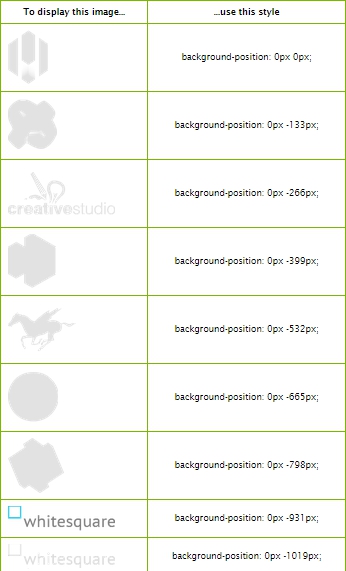 To display this image... ...use this style
background-position: 0px 0px;
background-position: 0px -133px;
creativestudio
background-position: 0px -266px;
background-position: 0px -399px;
background-position: 0px -532px;
background-position: 0px -665px;
background-position: 0px -798px;
whitesquare
background-position: 0px -931px;
whitesquare
background-position: 0px -1019px;